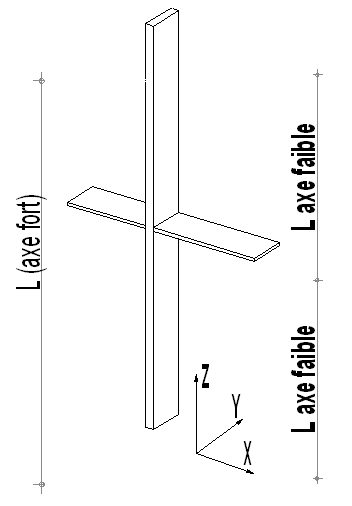 L (axe fort)
L axe faible
L axe faible
Z
Y
X